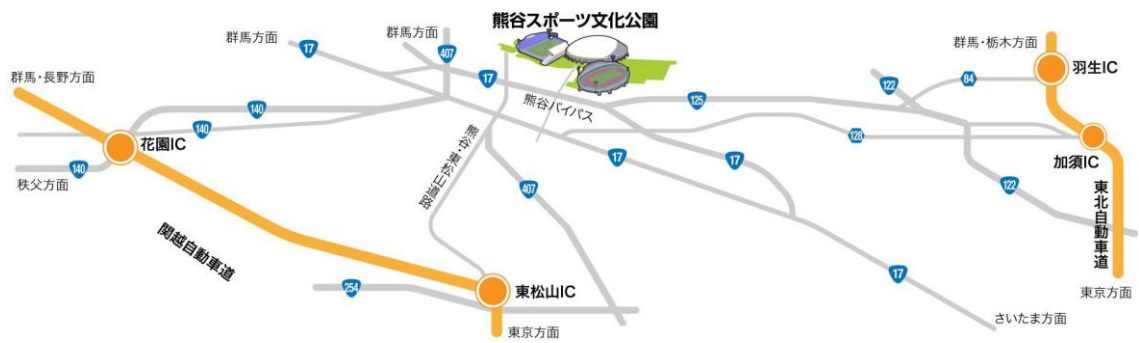 熊谷スポーツ文化公園
群馬方面
群馬方面
群馬・栃木方面
17
407
17
122
84
羽生IC
群馬・長野方面
140
熊谷バイパス
125
140
花園IC
128
加須IC
熊谷・東松山道路
17
17
140
秩父方面
407
122
東北自動車道
関越自動車道
17
254
東松山IC
東京方面
東京方面
さいたま方面